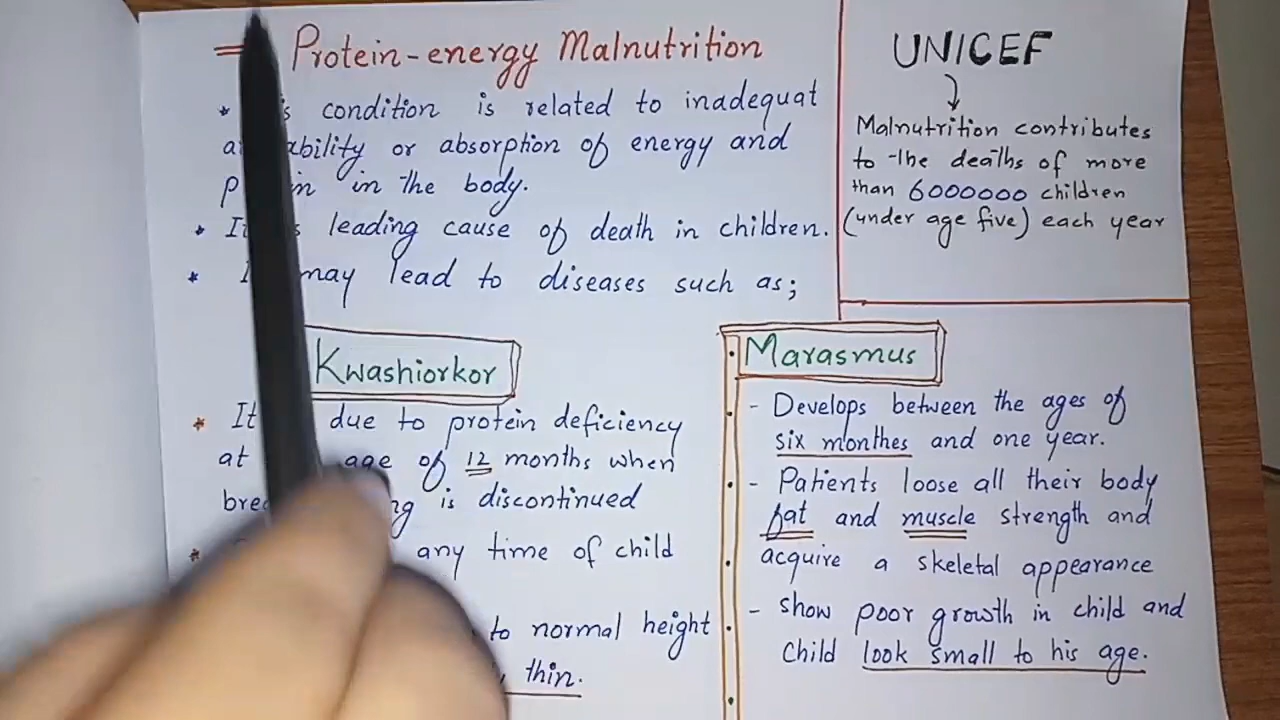 = Protein-energy Malnutrition
* condition is related to inadequat
or absorption of energy and
in the body.
* leading cause of death in children.
* may lead to diseases such as;
UNICEF
Malnutrition contributes
to the deaths of more
than 6000000 children
(under age five) each year
Kwashiorkor
* It due to protein deficiency
at age of 12 months when
is discontinued
* any time of child
to normal height
thin.
Marasmus
- Develops between the ages of
six monthes and one year.
- Patients loose all their body
fat and muscle strength and
acquire a skeletal appearance
- show poor growth in child and
child look small to his age.